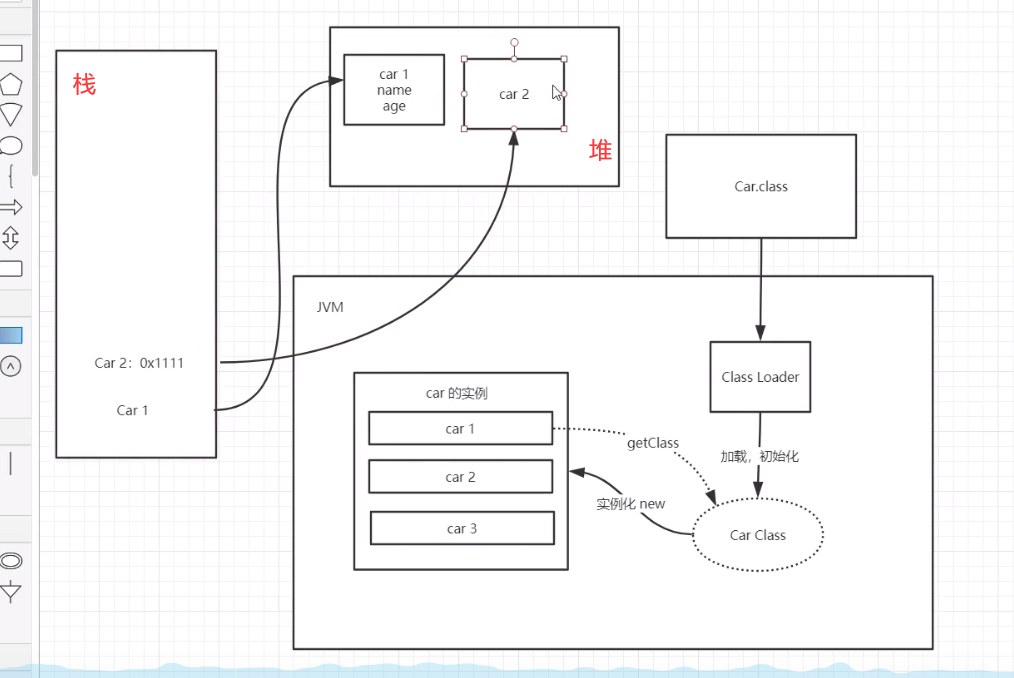 栈
Car 2：0x1111
Car 1
car 1
name
age
car 2
堆
Car.class
JVM
Class Loader
加载，初始化
Car Class
car 的实例
car 1
car 2
car 3
getClass
实例化 new